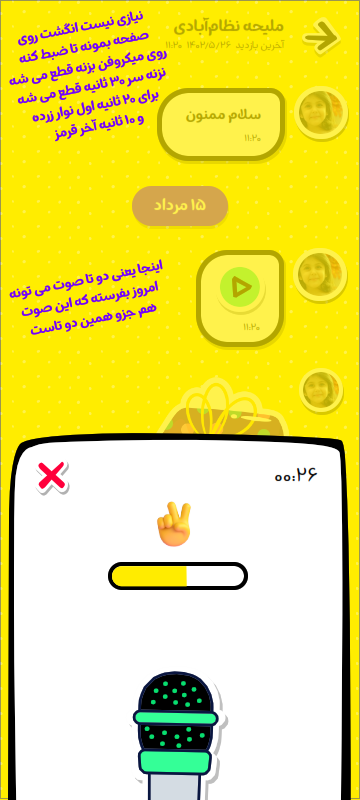 ملیحه نظام‌آبادی
آخرین بازدید ۱۴۰۲/۵/۲۶ ۱۱:۲۰
نیازی نیست انگشت روی
صفحه بمونه تا ضبط کنه
روی میکروفن بزنه قطع می شه
نزنه سر ۳۰ ثانیه قطع می شه
برای ۲۰ ثانیه اول نوار زرده
و ۱۰ ثانیه آخر قرمز
سلام ممنون
۱۱:۲۰
۱۵ مرداد
اینجا یعنی دو تا صوت می تونه
امروز بفرسته که این صوت
هم جزو همین دو تاست
۱۱:۲۰
۰۰:۲۶